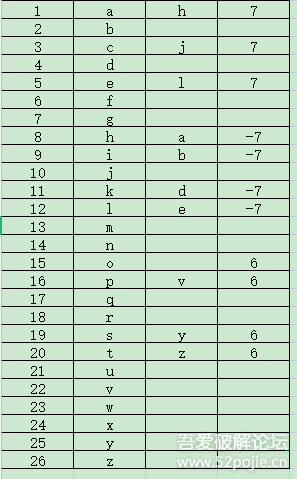 1 a h 7
2 b
3 c j 7
4 d
5 e l 7
6 f
7 g
8 h a -7
9 i b -7
10 j
11 k d -7
12 l e -7
13 m
14 n
15 o 6
16 p v 6
17 q
18 r
19 s y 6
20 t z 6
21 u
22 v
23 w
24 x
25 y
26 z
吾爱破解论坛
www.52pojie.cn